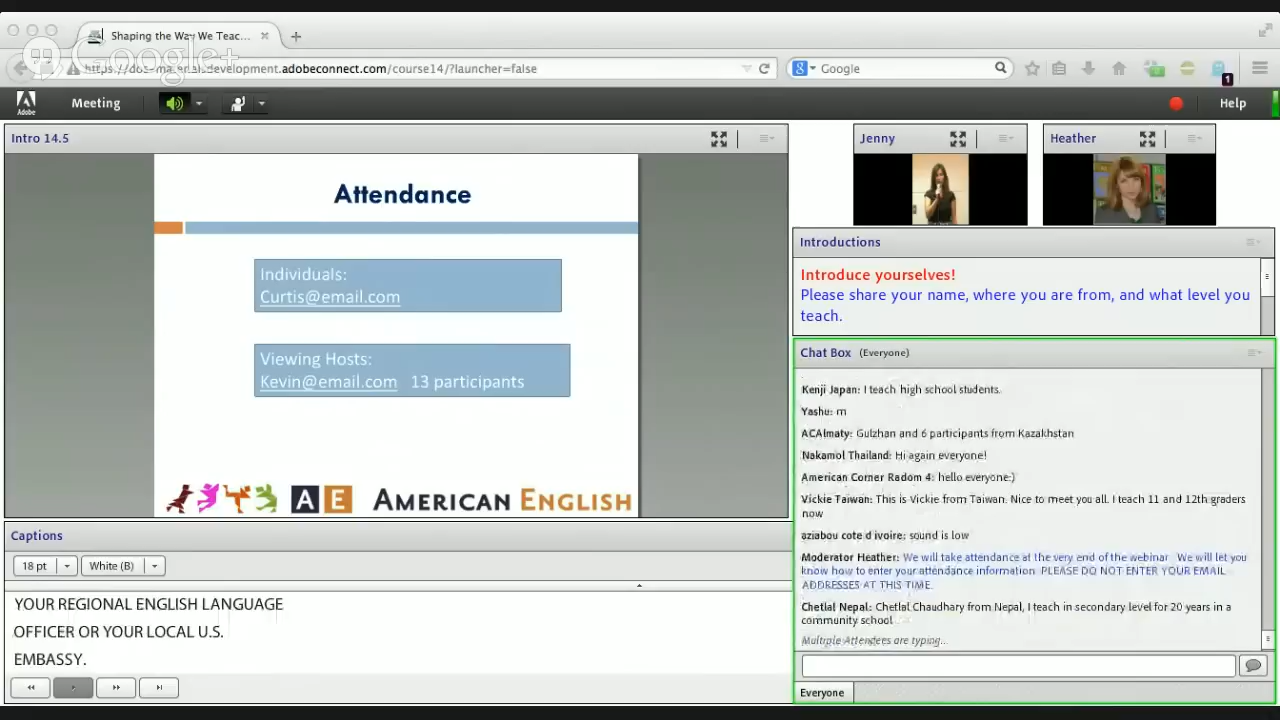 Shaping the Way We Teac...
Google+
adobeconnect.com/course14/?launcher=false
Google
1
Adobe
Meeting
Help
Intro 14.5
Jenny
Heather
Attendance
Individuals:
Curtis@email.com
Viewing Hosts:
Kevin@email.com 13 participants
AE AMERICAN ENGLISH
Introductions
Introduce yourselves!
Please share your name, where you are from, and what level you
teach.
Chat Box (Everyone)
Kenji Japan: I teach high school students.
Yashu: m
ACAlmaty: Gulzhan and 6 participants from Kazakhstan
Nakamol Thailand: Hi again everyone!
American Corner Radom 4: hello everyone:)
Vickie Taiwan: This is Vickie from Taiwan. Nice to meet you all. I teach 11 and 12th graders
now
aziabou cote d ivoire: sound is low
Moderator Heather: We will take attendance at the very end of the webinar. We will let you
know how to enter your attendance information. PLEASE DO NOT ENTER YOUR EMAIL
ADDRESSES AT THIS TIME.
Chetlal Nepal: Chetlal Chaudhary from Nepal, I teach in secondary level for 20 years in a
community school
Multiple Attendees are typing...
Everyone
Captions
18 pt
White (B)
YOUR REGIONAL ENGLISH LANGUAGE
OFFICER OR YOUR LOCAL U.S.
EMBASSY.